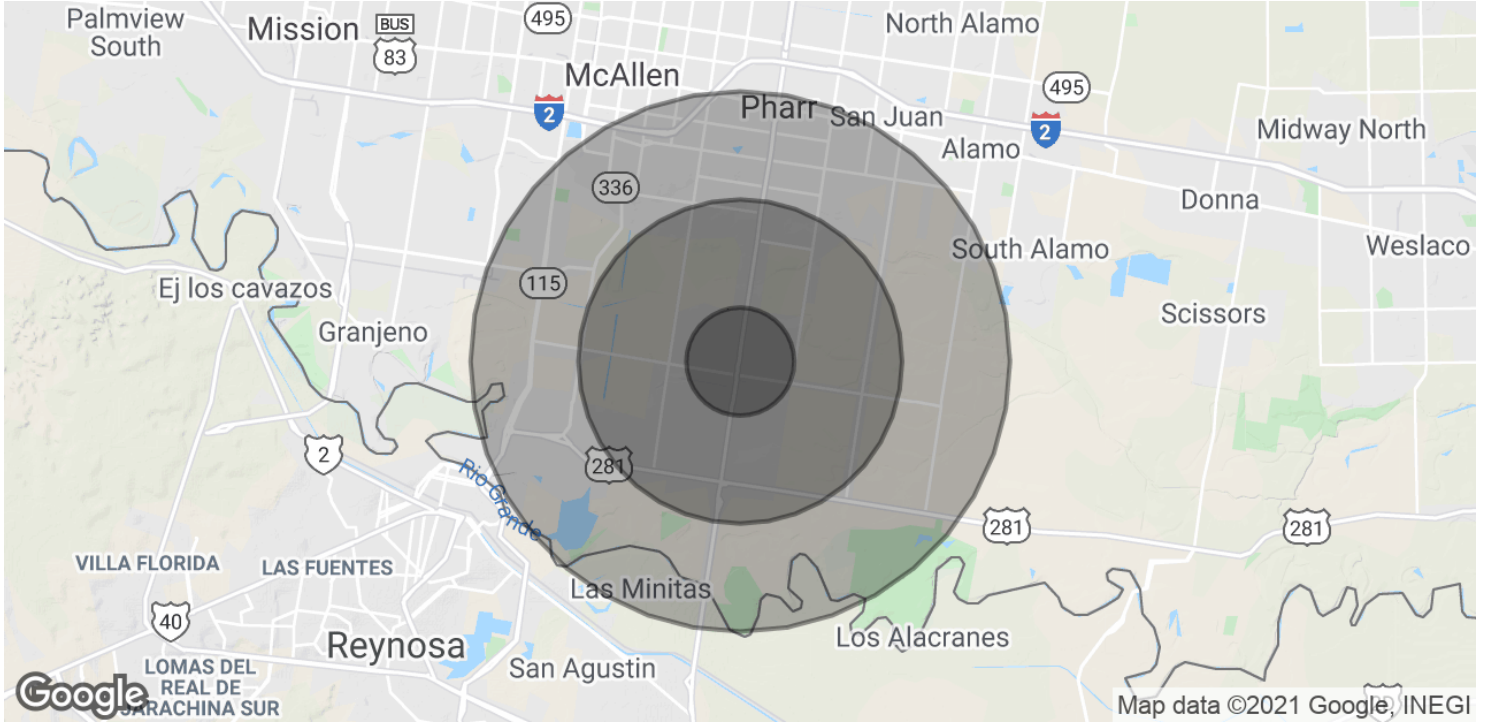 Palmview
South
Mission
BUS
83
495
North Alamo
McAllen
2
495
Pharr
San Juan
2
Alamo
Midway North
336
Donna
South Alamo
Weslaco
115
Ej los cavazos
Granjeno
Scissors
2
281
Rio Grande
281
281
VILLA FLORIDA
LAS FUENTES
Las Minitas
40
Reynosa
Los Alacranes
San Agustin
LOMAS DEL
REAL DE
JARACHINA SUR
Google
Map data ©2021 Google, INEGI